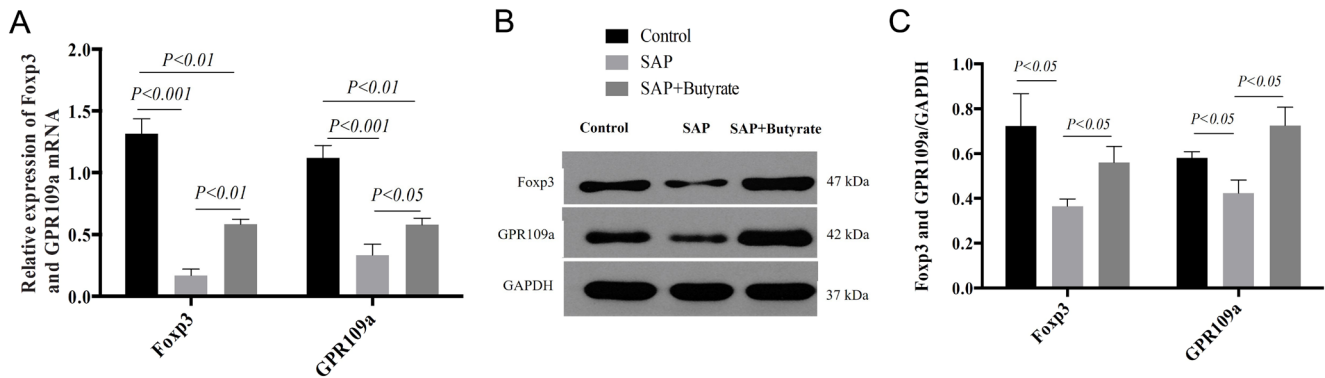 A
Relative expression of Foxp3
and GPR109a mRNA
2.0
1.5
1.0
0.5
0.0
P<0.01
P<0.001
P<0.01
P<0.01
P<0.001
P<0.05
Foxp3
GPR109a
B
Control
SAP
SAP+Butyrate
Control SAP SAP+Butyrate
Foxp3 47 kDa
GPR109a 42 kDa
GAPDH 37 kDa
C
Foxp3 and GPR109a/GAPDH
1.0
0.8
0.6
0.4
0.2
0.0
P<0.05
P<0.05
P<0.05
P<0.05
Foxp3
GPR109a